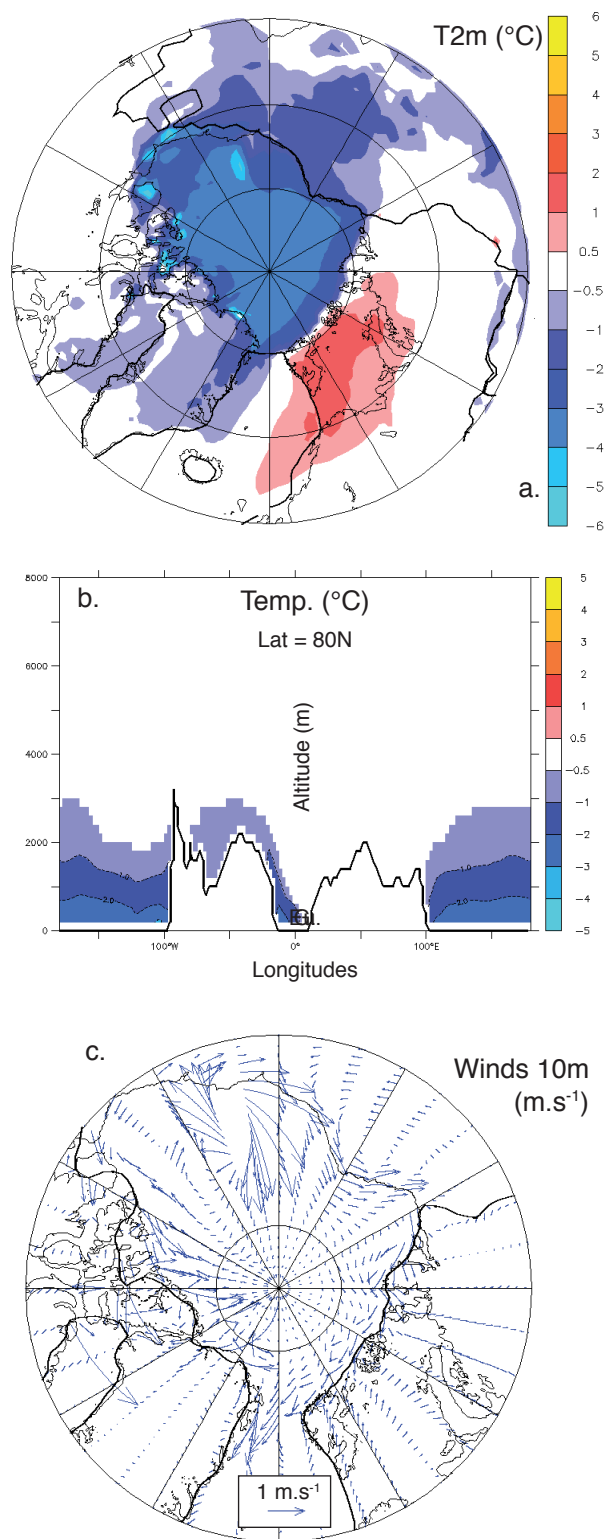 T2m (°C)
6
5
4
3
2
1
0.5
−0.5
−1
−2
−3
−4
−5
−6
a.
b.
Temp. (°C)
Lat = 80N
Altitude (m)
8000
6000
4000
2000
0
1.0
2.0
1.0
2.0
100°W
0°
100°E
Longitudes
5
4
3
2
1
0.5
−0.5
−1
−2
−3
−4
−5
c.
Winds 10m
(m.s⁻¹)
1 m.s⁻¹